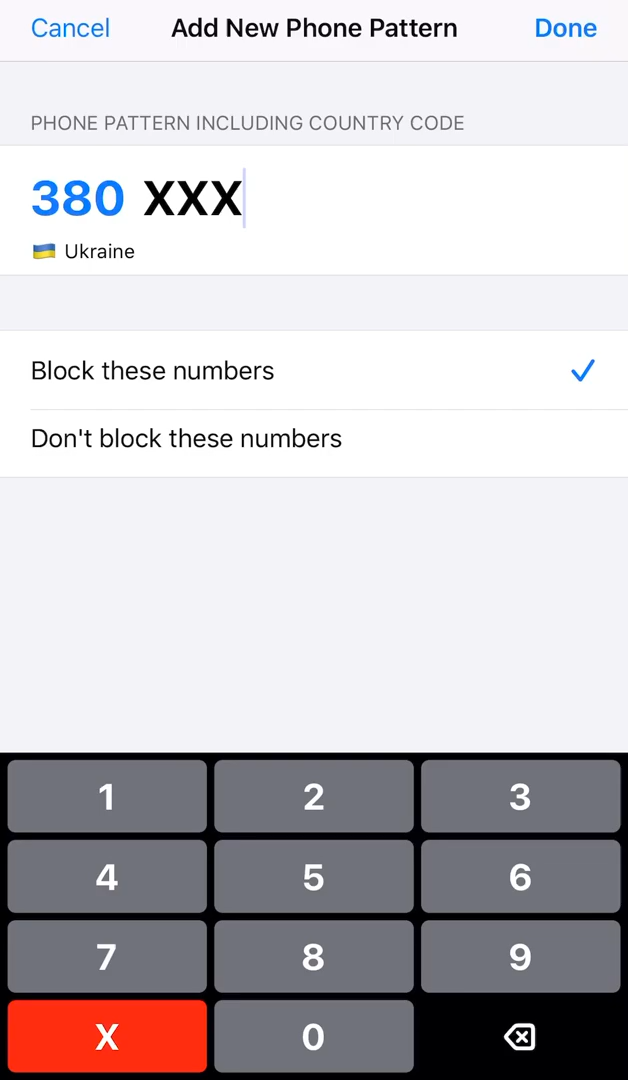 Cancel Add New Phone Pattern Done
PHONE PATTERN INCLUDING COUNTRY CODE
380 XXX
Ukraine
Block these numbers
Don't block these numbers
1 2 3
4 5 6
7 8 9
X 0